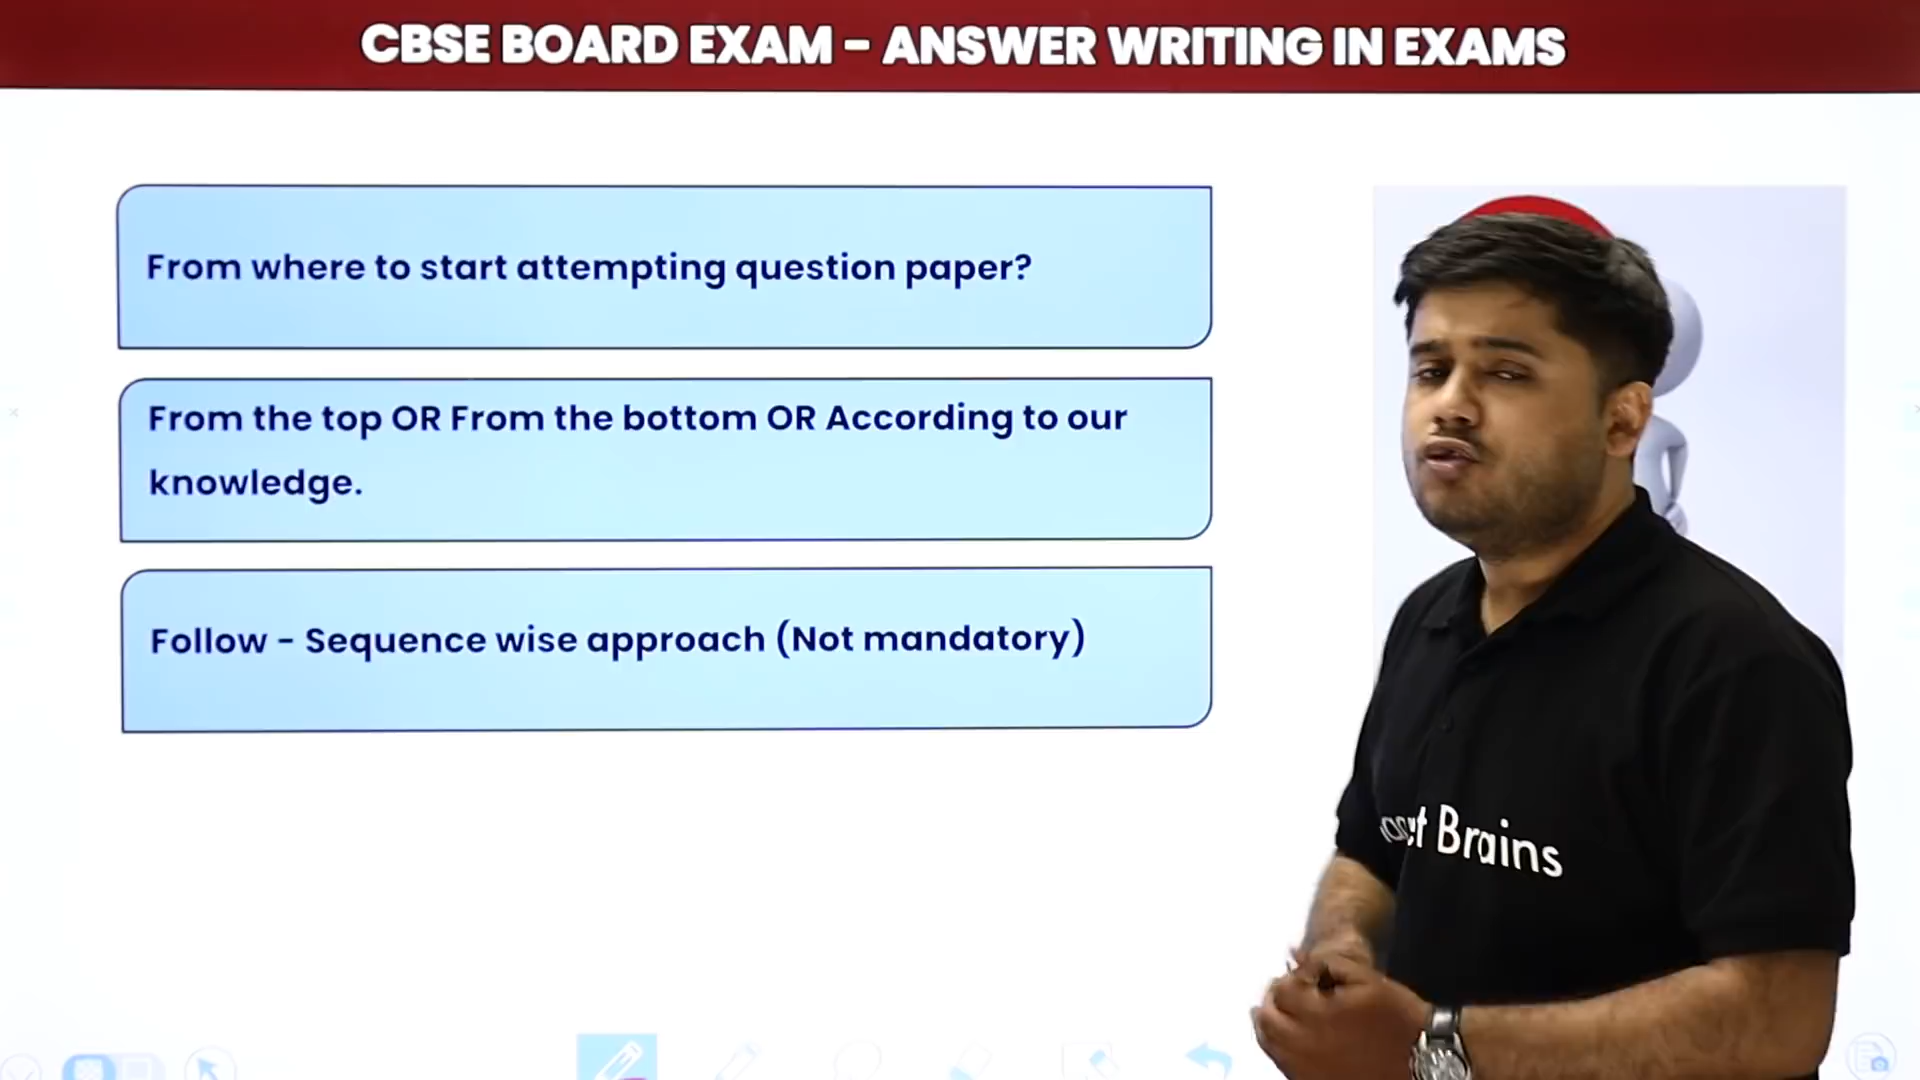 CBSE BOARD EXAM – ANSWER WRITING IN EXAMS
From where to start attempting question paper?
From the top OR From the bottom OR According to our
knowledge.
Follow - Sequence wise approach (Not mandatory)
Brains